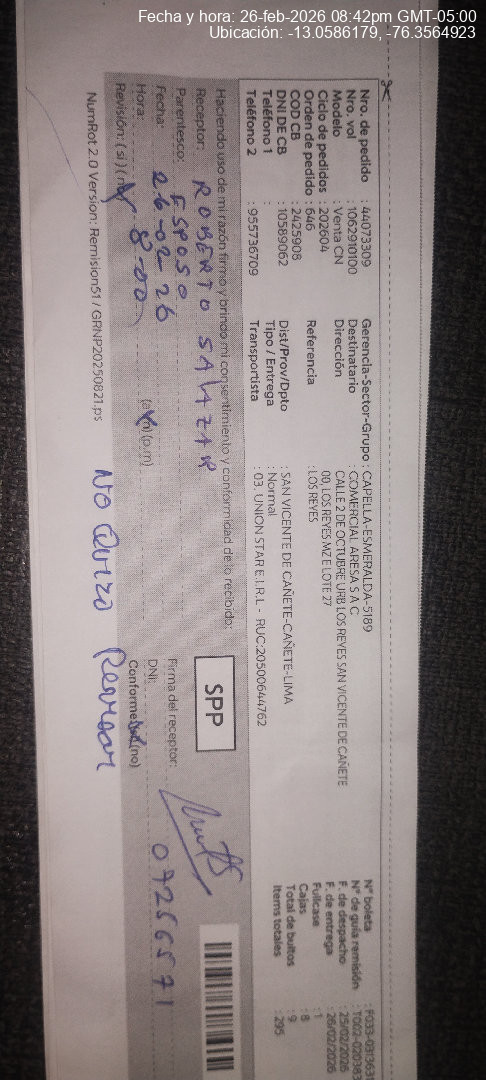 Fecha y hora: 26-feb-2026 08:42pm GMT-05:00
Ubicación: -13.0586179, -76.3564923
Nro. de pedido : 44073309
Nro. vol : 1062910100
Modelo : Venta CN
Ciclo de pedidos : 202604
Orden de pedido : 646
COD CB : 2425908
DNI DE CB : 10589062
Teléfono 1 :
Teléfono 2 : 955736709
Gerencia-Sector-Grupo : CAPELLA-ESMERALDA-5189
Destinatario : COMERCIAL ARESA S A C
Dirección : CALLE 2 DE OCTUBRE URB LOS REYES SAN VICENTE DE CAÑETE
00, LOS REYES MZ E LOTE 27
Referencia : LOS REYES
Dist/Prov/Dpto : SAN VICENTE DE CAÑETE-CAÑETE-LIMA
Tipo / Entrega : Normal
Transportista : 03. UNION STAR E.I.R.L - RUC:20500644762
N° boleta
N° de guía remisión
F. de despacho : 25/02/2026
F. de entrega : 26/02/2026
Fullcase : 1
Cajas : 8
Total de bultos : 9
Items totales : 295
Haciendo uso de mi razón firmo y brindo mi consentimiento y conformidad de lo recibido:
Receptor: ROBERTO SALAZAR
Parentesco: ESPOSO
Fecha: 26-02-26
Hora: 8:00 (a.m) (p.m)
Revisión: (si) (no)
SPP
Firma del receptor:
DNI: 09256571
Conforme (si) (no)
No Quizo Revisar
NumRot 2.0 Version: Remision51 / GRNP20250821.ps